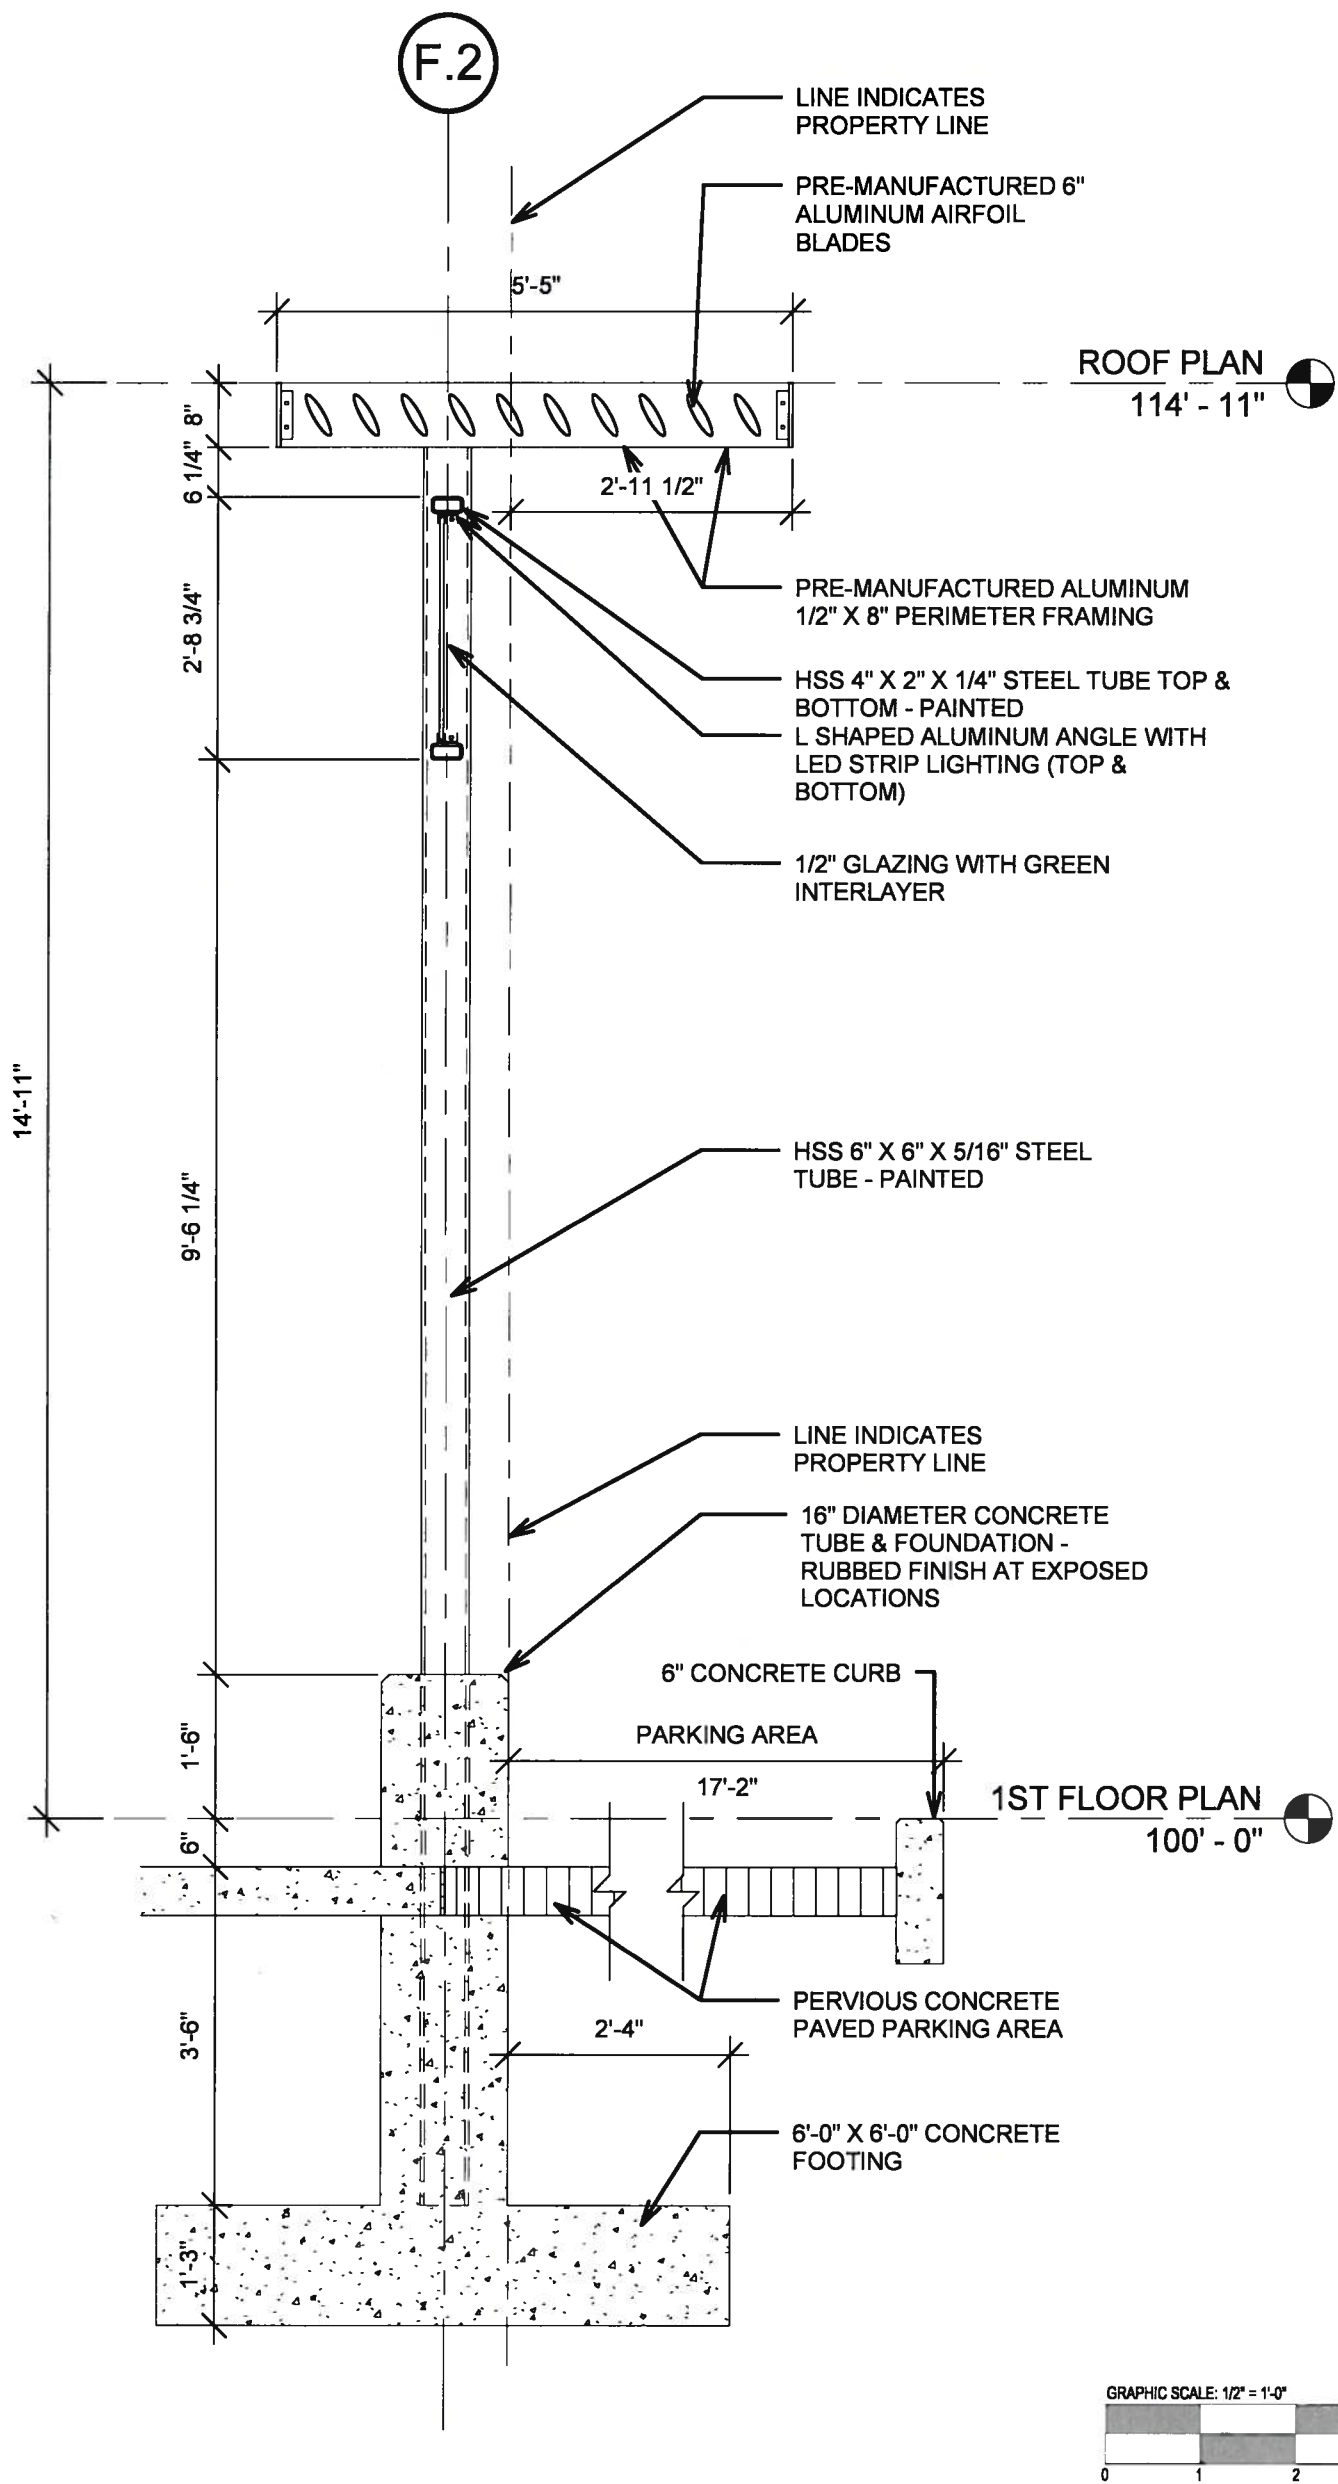 F.2
LINE INDICATES
PROPERTY LINE
PRE-MANUFACTURED 6"
ALUMINUM AIRFOIL
BLADES
5'-5"
ROOF PLAN
114' - 11"
8"
6 1/4"
2'-11 1/2"
PRE-MANUFACTURED ALUMINUM
1/2" X 8" PERIMETER FRAMING
2'-8 3/4"
HSS 4" X 2" X 1/4" STEEL TUBE TOP &
BOTTOM - PAINTED
L SHAPED ALUMINUM ANGLE WITH
LED STRIP LIGHTING (TOP &
BOTTOM)
1/2" GLAZING WITH GREEN
INTERLAYER
14'-11"
9'-6 1/4"
HSS 6" X 6" X 5/16" STEEL
TUBE - PAINTED
LINE INDICATES
PROPERTY LINE
16" DIAMETER CONCRETE
TUBE & FOUNDATION -
RUBBED FINISH AT EXPOSED
LOCATIONS
6" CONCRETE CURB
1'-6"
PARKING AREA
17'-2"
1ST FLOOR PLAN
100' - 0"
6"
PERVIOUS CONCRETE
PAVED PARKING AREA
3'-6"
2'-4"
6'-0" X 6'-0" CONCRETE
FOOTING
1'-3"
GRAPHIC SCALE: 1/2" = 1'-0"
0 1 2